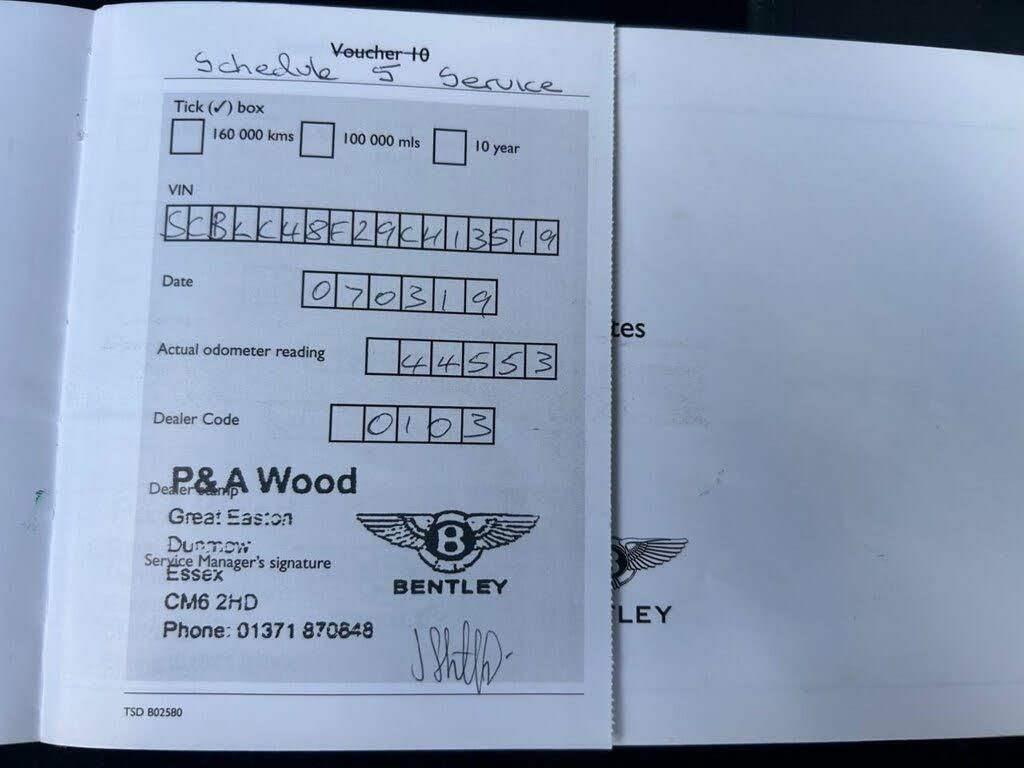 Voucher 10
Schedule 5 Service
Tick (✓) box
160 000 kms 100 000 mls 10 year
VIN
SCBLC48F29CH13519
Date 070319
Actual odometer reading 44553
Dealer Code 0103
P&A Wood
Dealer stamp
Great Easton
Dunmow
Service Manager's signature
Essex
CM6 2HD
Phone: 01371 870848
B
BENTLEY
TSD B02580
tes
LEY